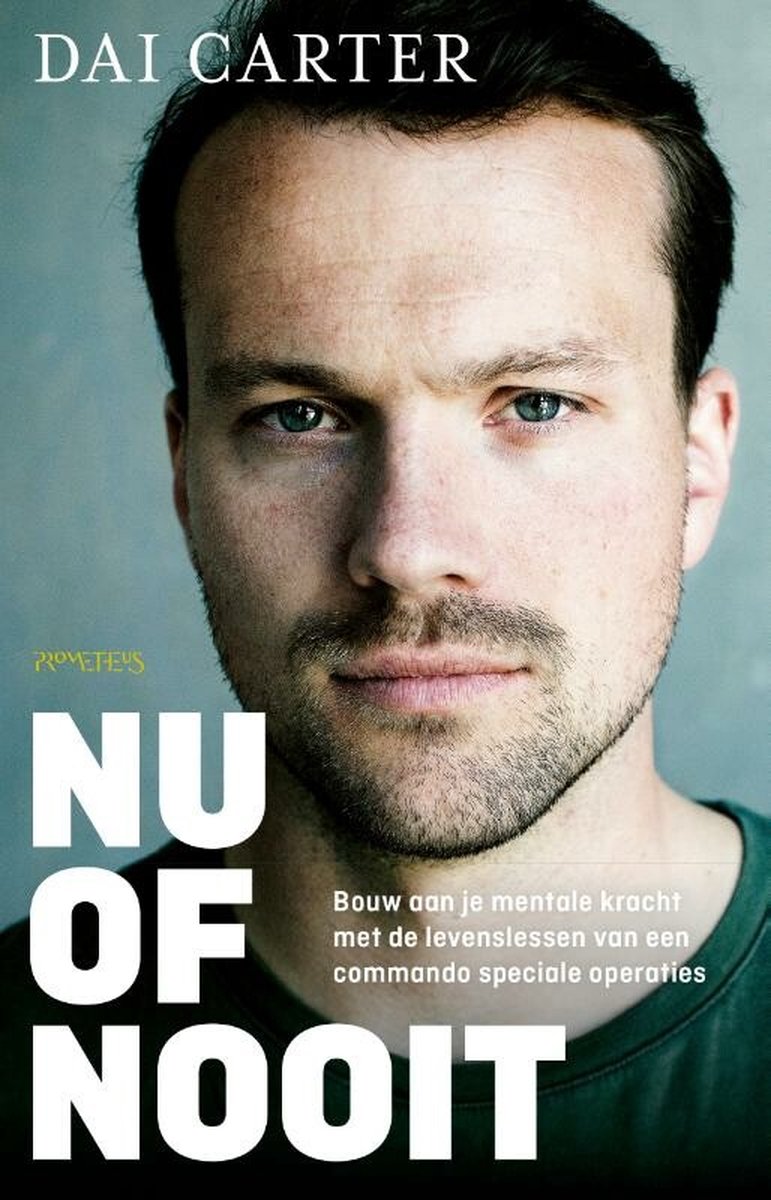 DAI CARTER
PROMETHEUS
NU
OF
NOOIT
Bouw aan je mentale kracht
met de levenslessen van een
commando speciale operaties